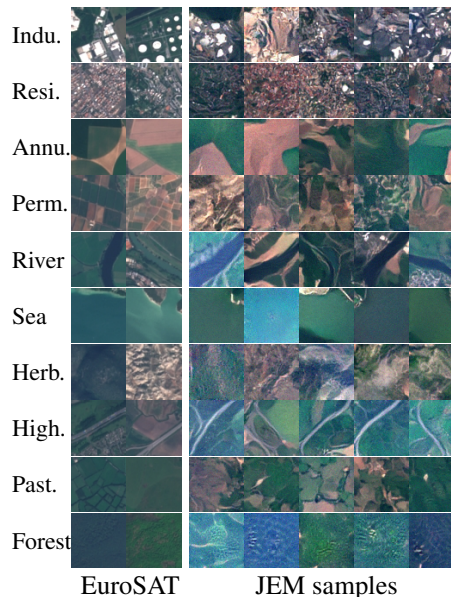 Indu.
Resi.
Annu.
Perm.
River
Sea
Herb.
High.
Past.
Forest
EuroSAT JEM samples